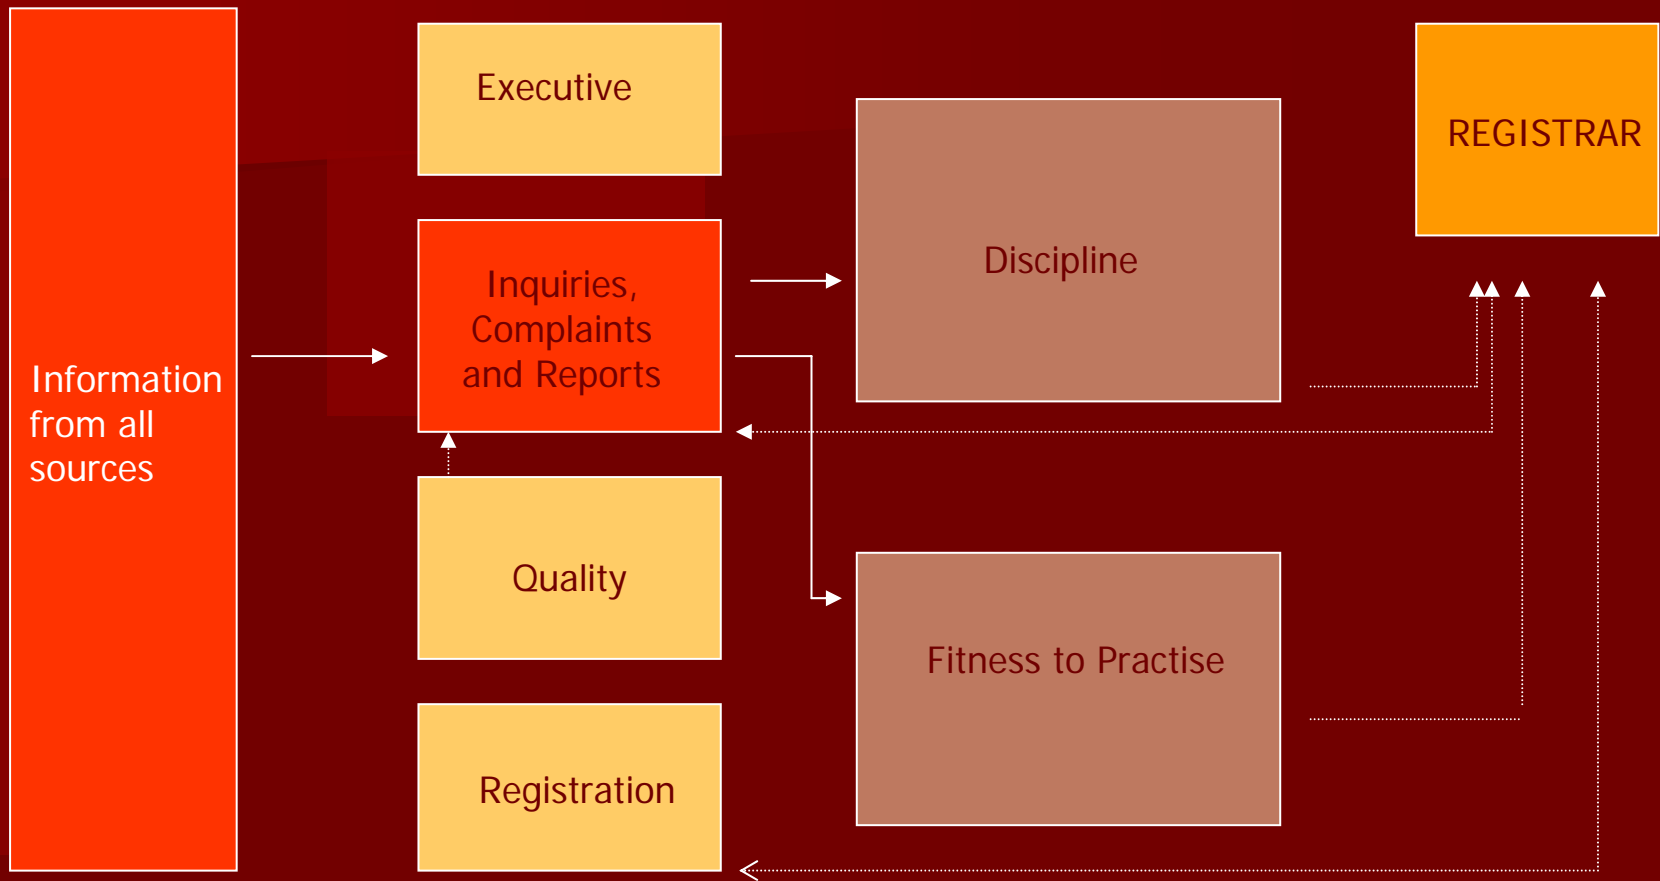 Information
from all
sources
Executive
Inquiries,
Complaints
and Reports
Quality
Registration
Discipline
Fitness to Practise
REGISTRAR